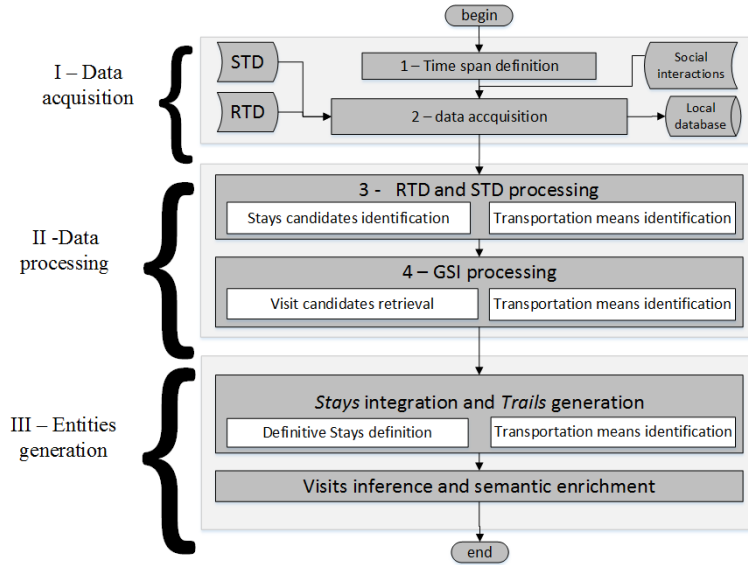 begin
I – Data
acquisition
STD
1 – Time span definition
Social
interactions
RTD
2 – data accquisition
Local
database
II -Data
processing
3 - RTD and STD processing
Stays candidates identification
Transportation means identification
4 – GSI processing
Visit candidates retrieval
Transportation means identification
III – Entities
generation
Stays integration and Trails generation
Definitive Stays definition
Transportation means identification
Visits inference and semantic enrichment
end